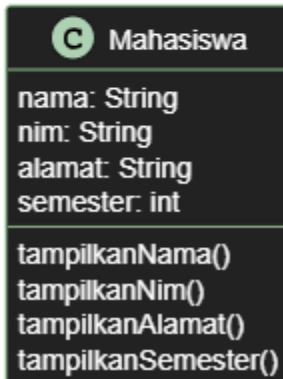 C Mahasiswa
nama: String
nim: String
alamat: String
semester: int
tampilkanNama()
tampilkanNim()
tampilkanAlamat()
tampilkanSemester()